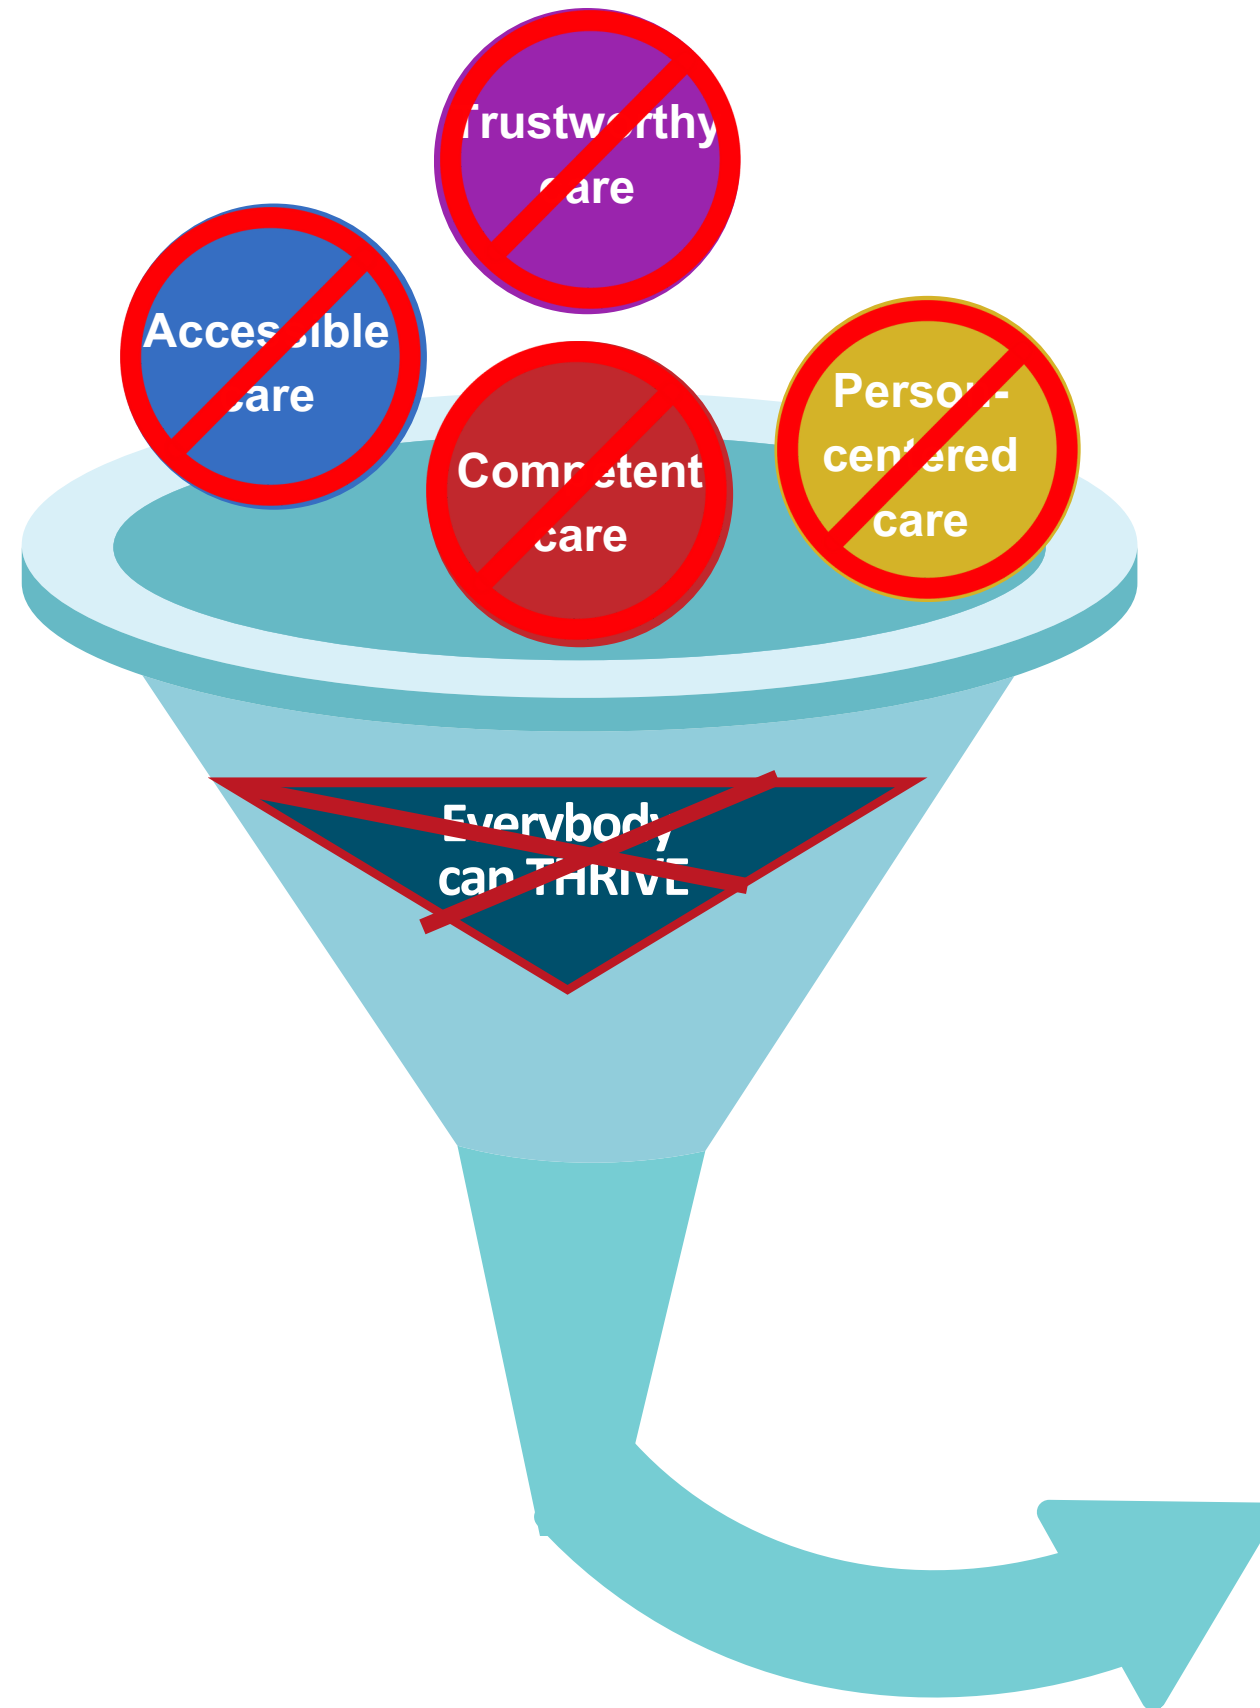 Trustworthy
care
Accessible
care
Person-
centered
care
Competent
care
Everybody
can THRIVE